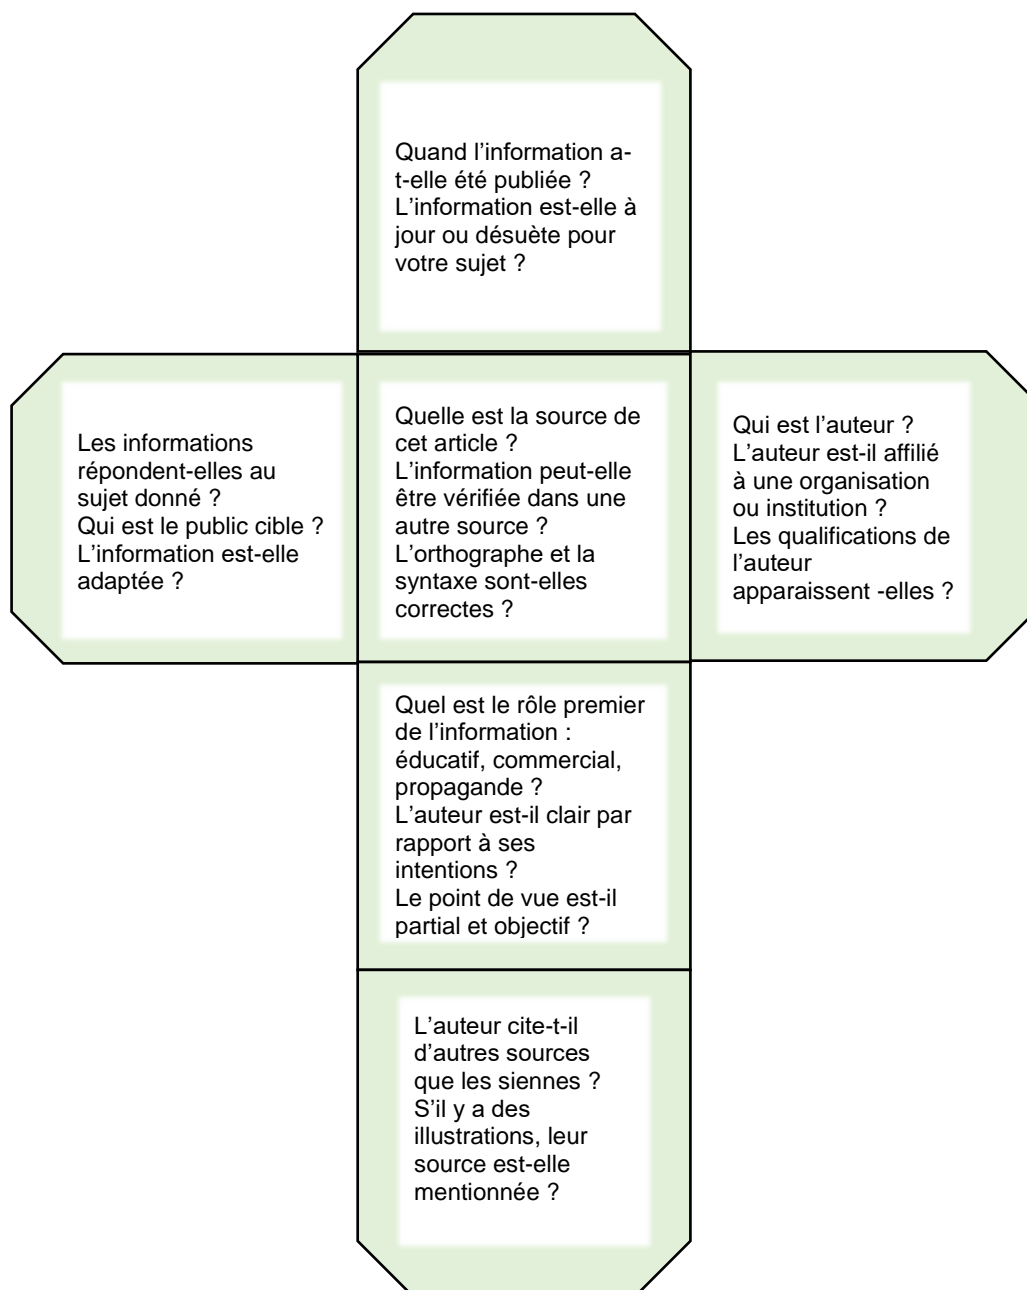 Quand l’information a-
t-elle été publiée ?
L’information est-elle à
jour ou désuète pour
votre sujet ?
Les informations
répondent-elles au
sujet donné ?
Qui est le public cible ?
L’information est-elle
adaptée ?
Quelle est la source de
cet article ?
L’information peut-elle
être vérifiée dans une
autre source ?
L’orthographe et la
syntaxe sont-elles
correctes ?
Qui est l’auteur ?
L’auteur est-il affilié
à une organisation
ou institution ?
Les qualifications de
l’auteur
apparaissent -elles ?
Quel est le rôle premier
de l’information :
éducatif, commercial,
propagande ?
L’auteur est-il clair par
rapport à ses
intentions ?
Le point de vue est-il
partial et objectif ?
L’auteur cite-t-il
d’autres sources
que les siennes ?
S’il y a des
illustrations, leur
source est-elle
mentionnée ?